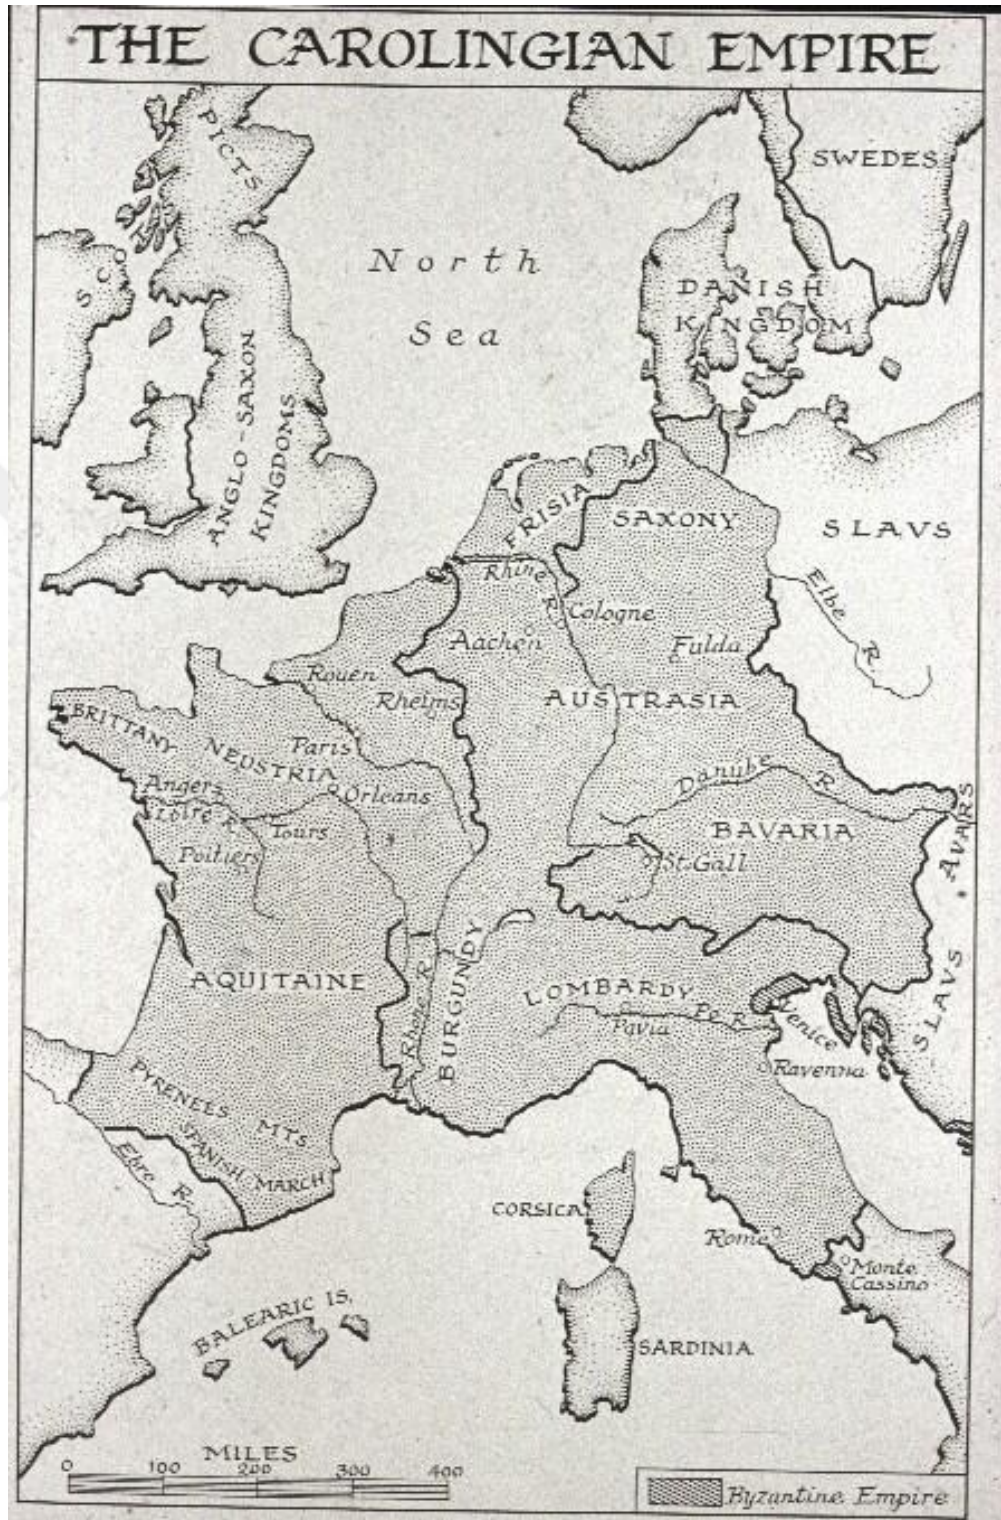 THE CAROLINGIAN EMPIRE
PICTS
SWEDES
SCO
North
Sea
DANISH
KINGDOM
ANGLO-SAXON
KINGDOMS
FRISIA
SAXONY
SLAVS
Rhine R.
Elbe R.
Cologne
Aachen
Fulda
Rouen
Rheims
AUSTRASIA
BRITTANY
NEUSTRIA
Paris
Angers
Orleans
Danube R.
Loire R.
Tours
BAVARIA
AVARS
Poitiers
St. Gall
AQUITAINE
Rhone R.
BURGUNDY
LOMBARDY
Po R.
Pavia
Venice
SLAVS
Ravenna
PYRENEES MTS.
SPANISH MARCH
Ebre R.
CORSICA
Rome
Monte
Cassino
BALEARIC IS.
SARDINIA
MILES
0 100 200 300 400
Byzantine Empire